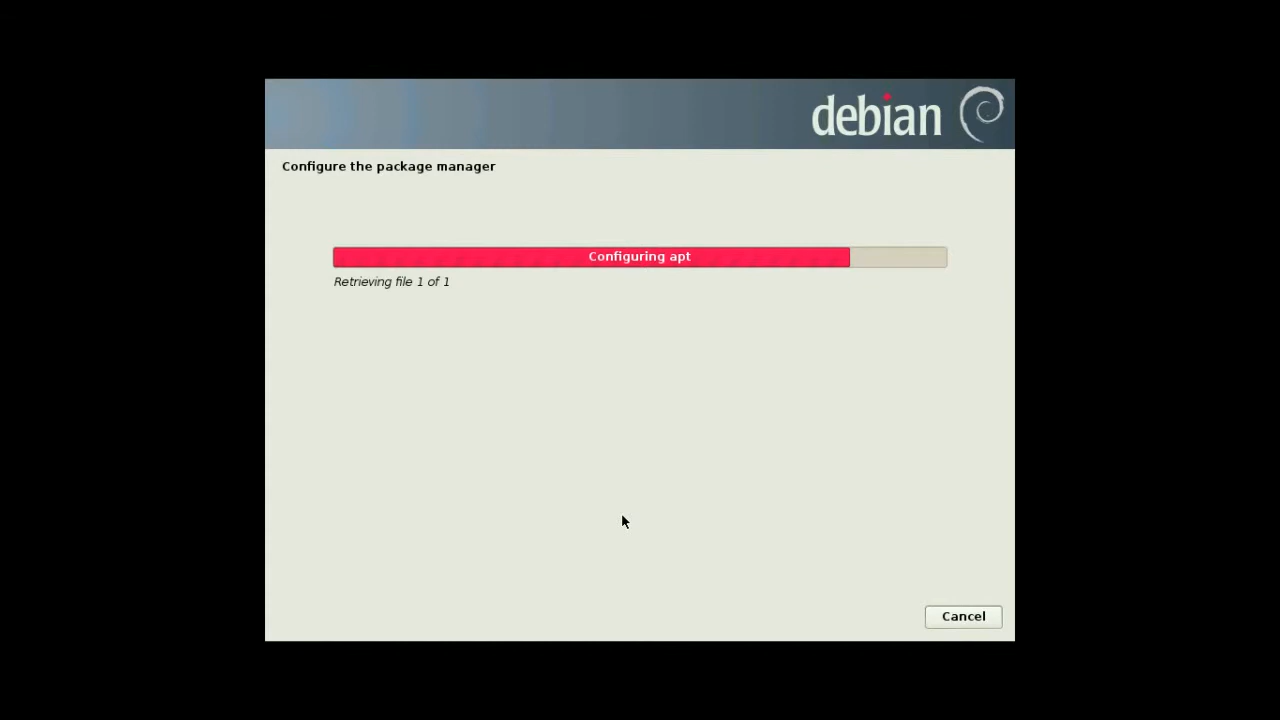 debian
Configure the package manager
Configuring apt
Retrieving file 1 of 1
Cancel